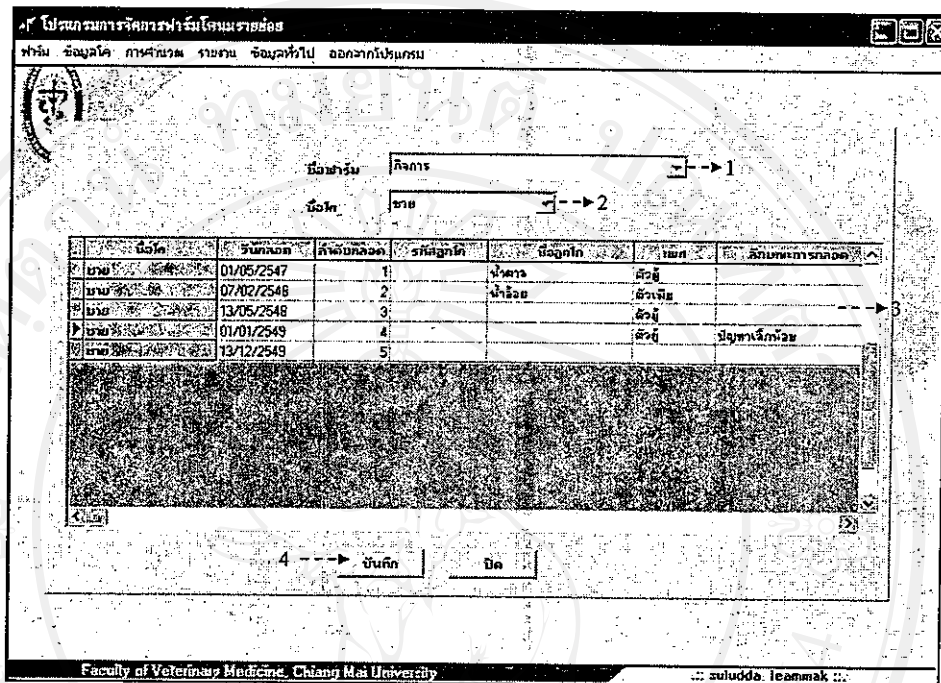 โปรแกรมการจัดการฟาร์มโคนมรายย่อย
ฟาร์ม ข้อมูลโค การคำนวณ รายงาน ข้อมูลทั่วไป ออกจากโปรแกรม
ชื่อฟาร์ม กิจการ 1
ชื่อโค ชาย 2
ชื่อโค วันคลอด ลำดับคลอด รหัสลูกโค ชื่อลูกโค เพศ ลักษณะการคลอด
ชาย 01/05/2547 1 น้ำตาล ตัวผู้
ชาย 07/02/2548 2 น้ำอ้อย ตัวเมีย
ชาย 13/05/2548 3 ตัวผู้ 3
ชาย 01/01/2549 4 ตัวผู้ ปัญหาเล็กน้อย
ชาย 13/12/2549 5
4 บันทึก ปิด
Faculty of Veterinary Medicine, Chiang Mai University
.:: suludda leammak ::.